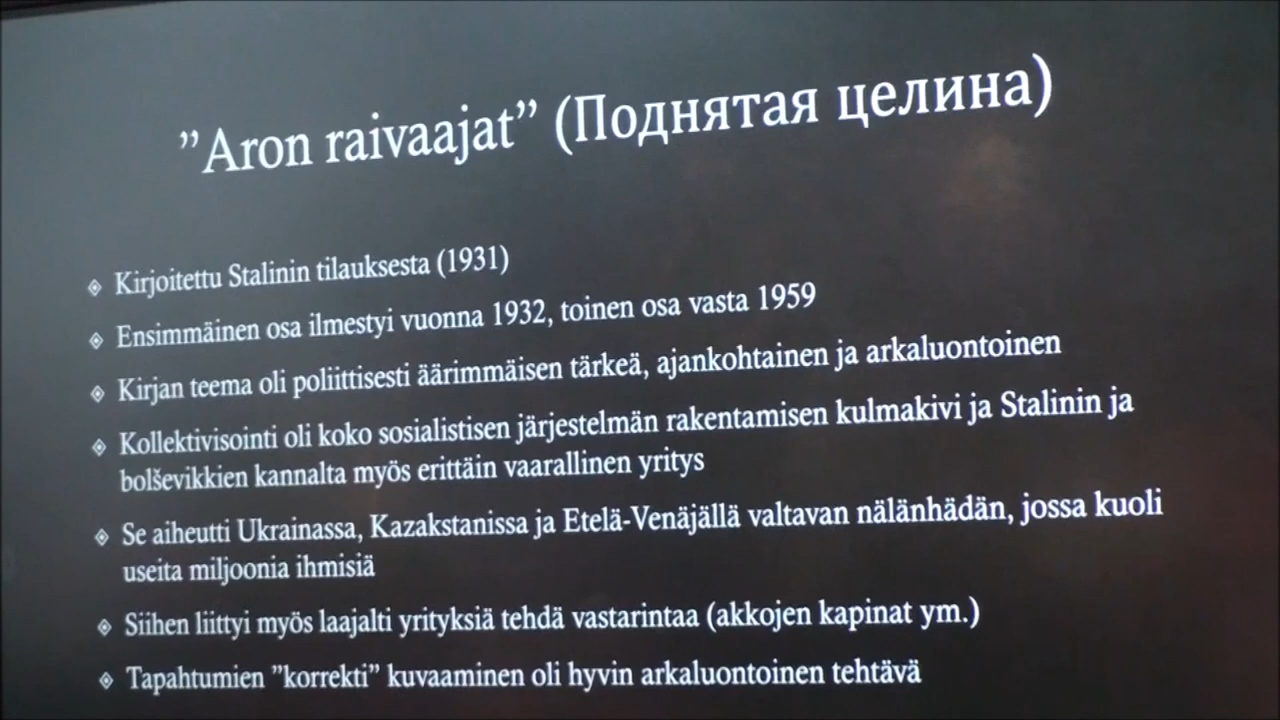 ”Aron raivaajat” (Поднятая целина)
Kirjoitettu Stalinin tilauksesta (1931)
Ensimmäinen osa ilmestyi vuonna 1932, toinen osa vasta 1959
Kirjan teema oli poliittisesti äärimmäisen tärkeä, ajankohtainen ja arkaluontoinen
Kollektivisointi oli koko sosialistisen järjestelmän rakentamisen kulmakivi ja Stalinin ja
bolševikkien kannalta myös erittäin vaarallinen yritys
Se aiheutti Ukrainassa, Kazakstanissa ja Etelä-Venäjällä valtavan nälänhädän, jossa kuoli
useita miljoonia ihmisiä
Siihen liittyi myös laajalti yrityksiä tehdä vastarintaa (akkojen kapinat ym.)
Tapahtumien ”korrekti” kuvaaminen oli hyvin arkaluontoinen tehtävä